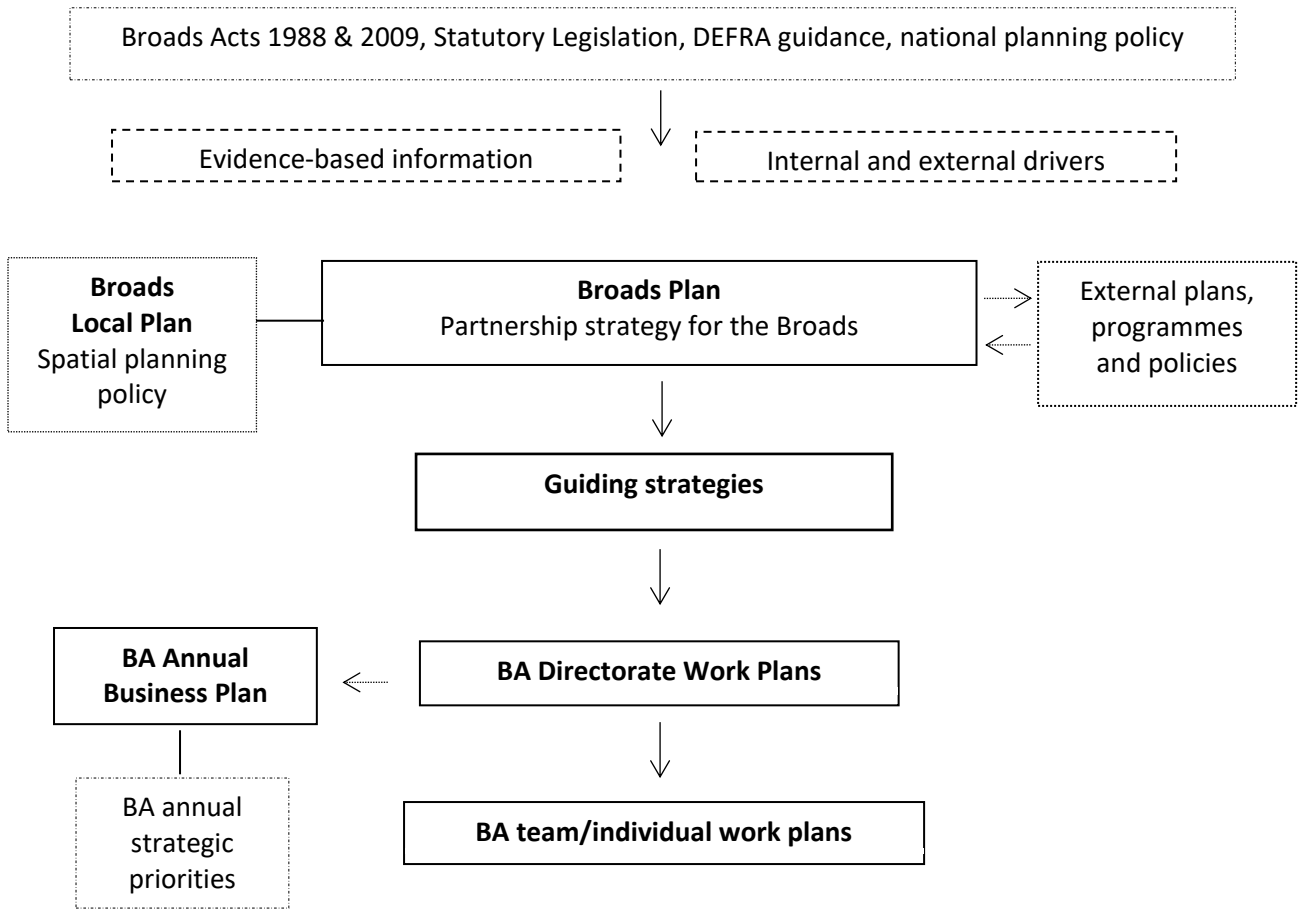 Broads Acts 1988 & 2009, Statutory Legislation, DEFRA guidance, national planning policy
Evidence-based information
Internal and external drivers
Broads
Local Plan
Spatial planning
policy
Broads Plan
Partnership strategy for the Broads
External plans,
programmes
and policies
Guiding strategies
BA Annual
Business Plan
BA Directorate Work Plans
BA annual
strategic
priorities
BA team/individual work plans